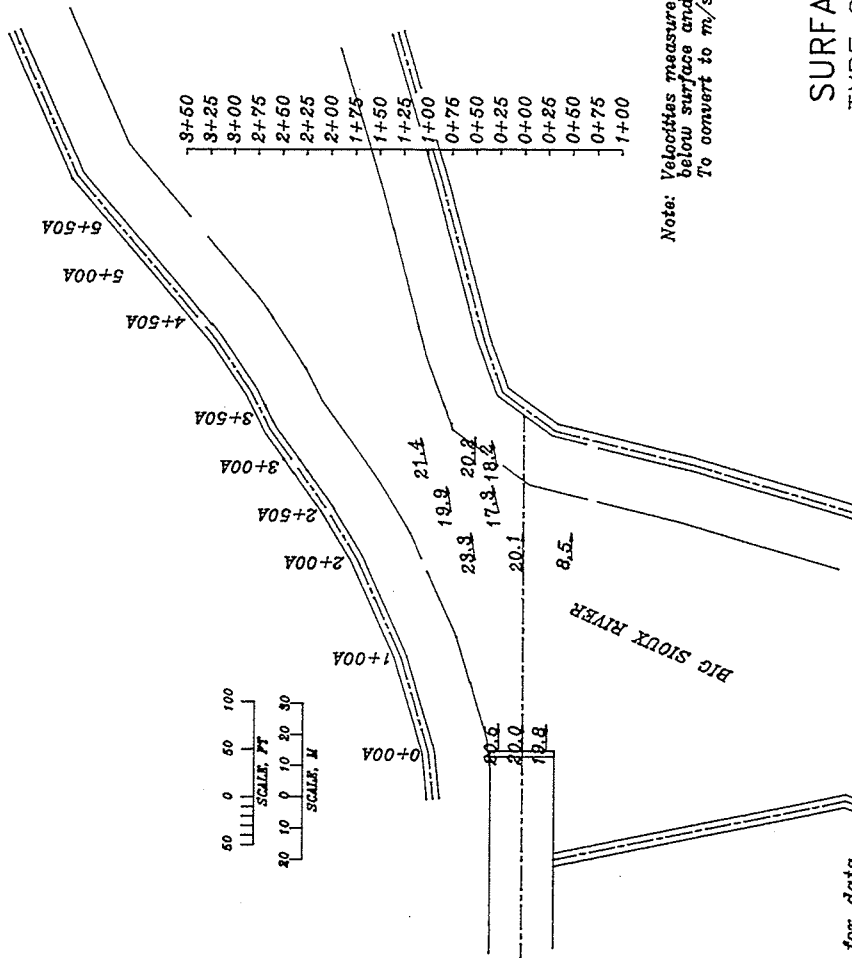 5+50A
5+00A
4+50A
3+50A
3+00A
2+50A
2+00A
1+00A
0+00A
3+50
3+25
3+00
2+75
2+50
2+25
2+00
1+75
1+50
1+25
1+00
0+75
0+50
0+25
0+00
0+25
0+50
0+75
1+00
50 0 50 100
SCALE, FT
20 10 0 10 20 30
SCALE, M
21.4
19.9
20.2
23.3
17.3
18.2
20.1
8.5
20.6
20.0
19.8
BIG SIOUX RIVER
Note: Velocities measure
below surface and
To convert to m/s
SURFA
TYPE
for data